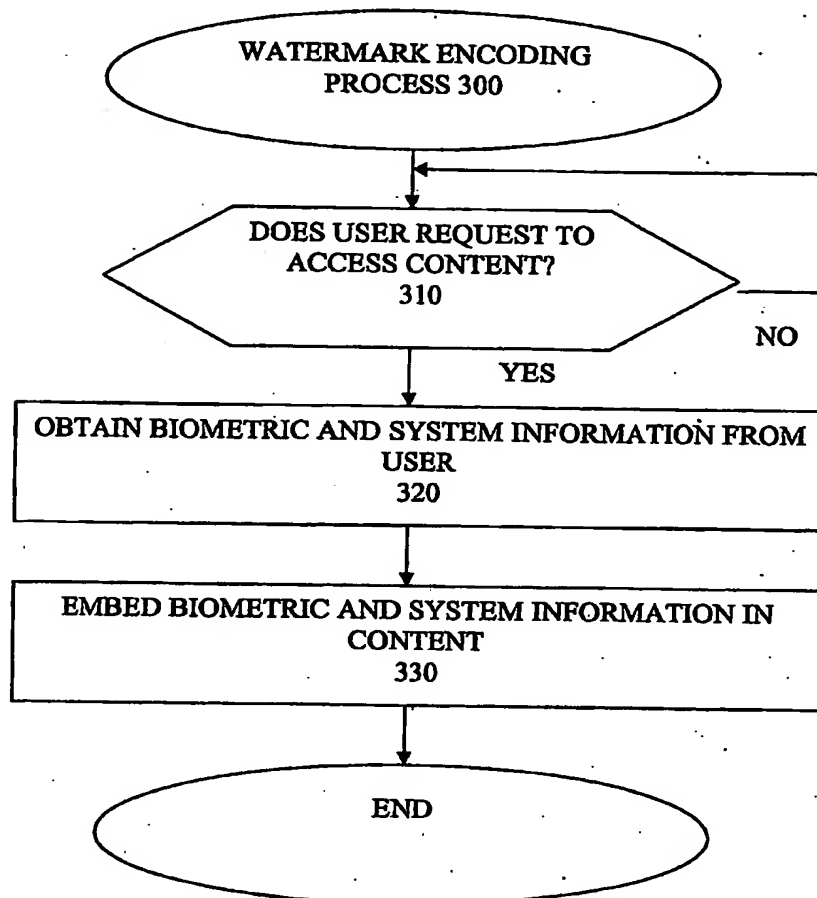 WATERMARK ENCODING
PROCESS 300
DOES USER REQUEST TO
ACCESS CONTENT?
310
NO
YES
OBTAIN BIOMETRIC AND SYSTEM INFORMATION FROM
USER
320
EMBED BIOMETRIC AND SYSTEM INFORMATION IN
CONTENT
330
END